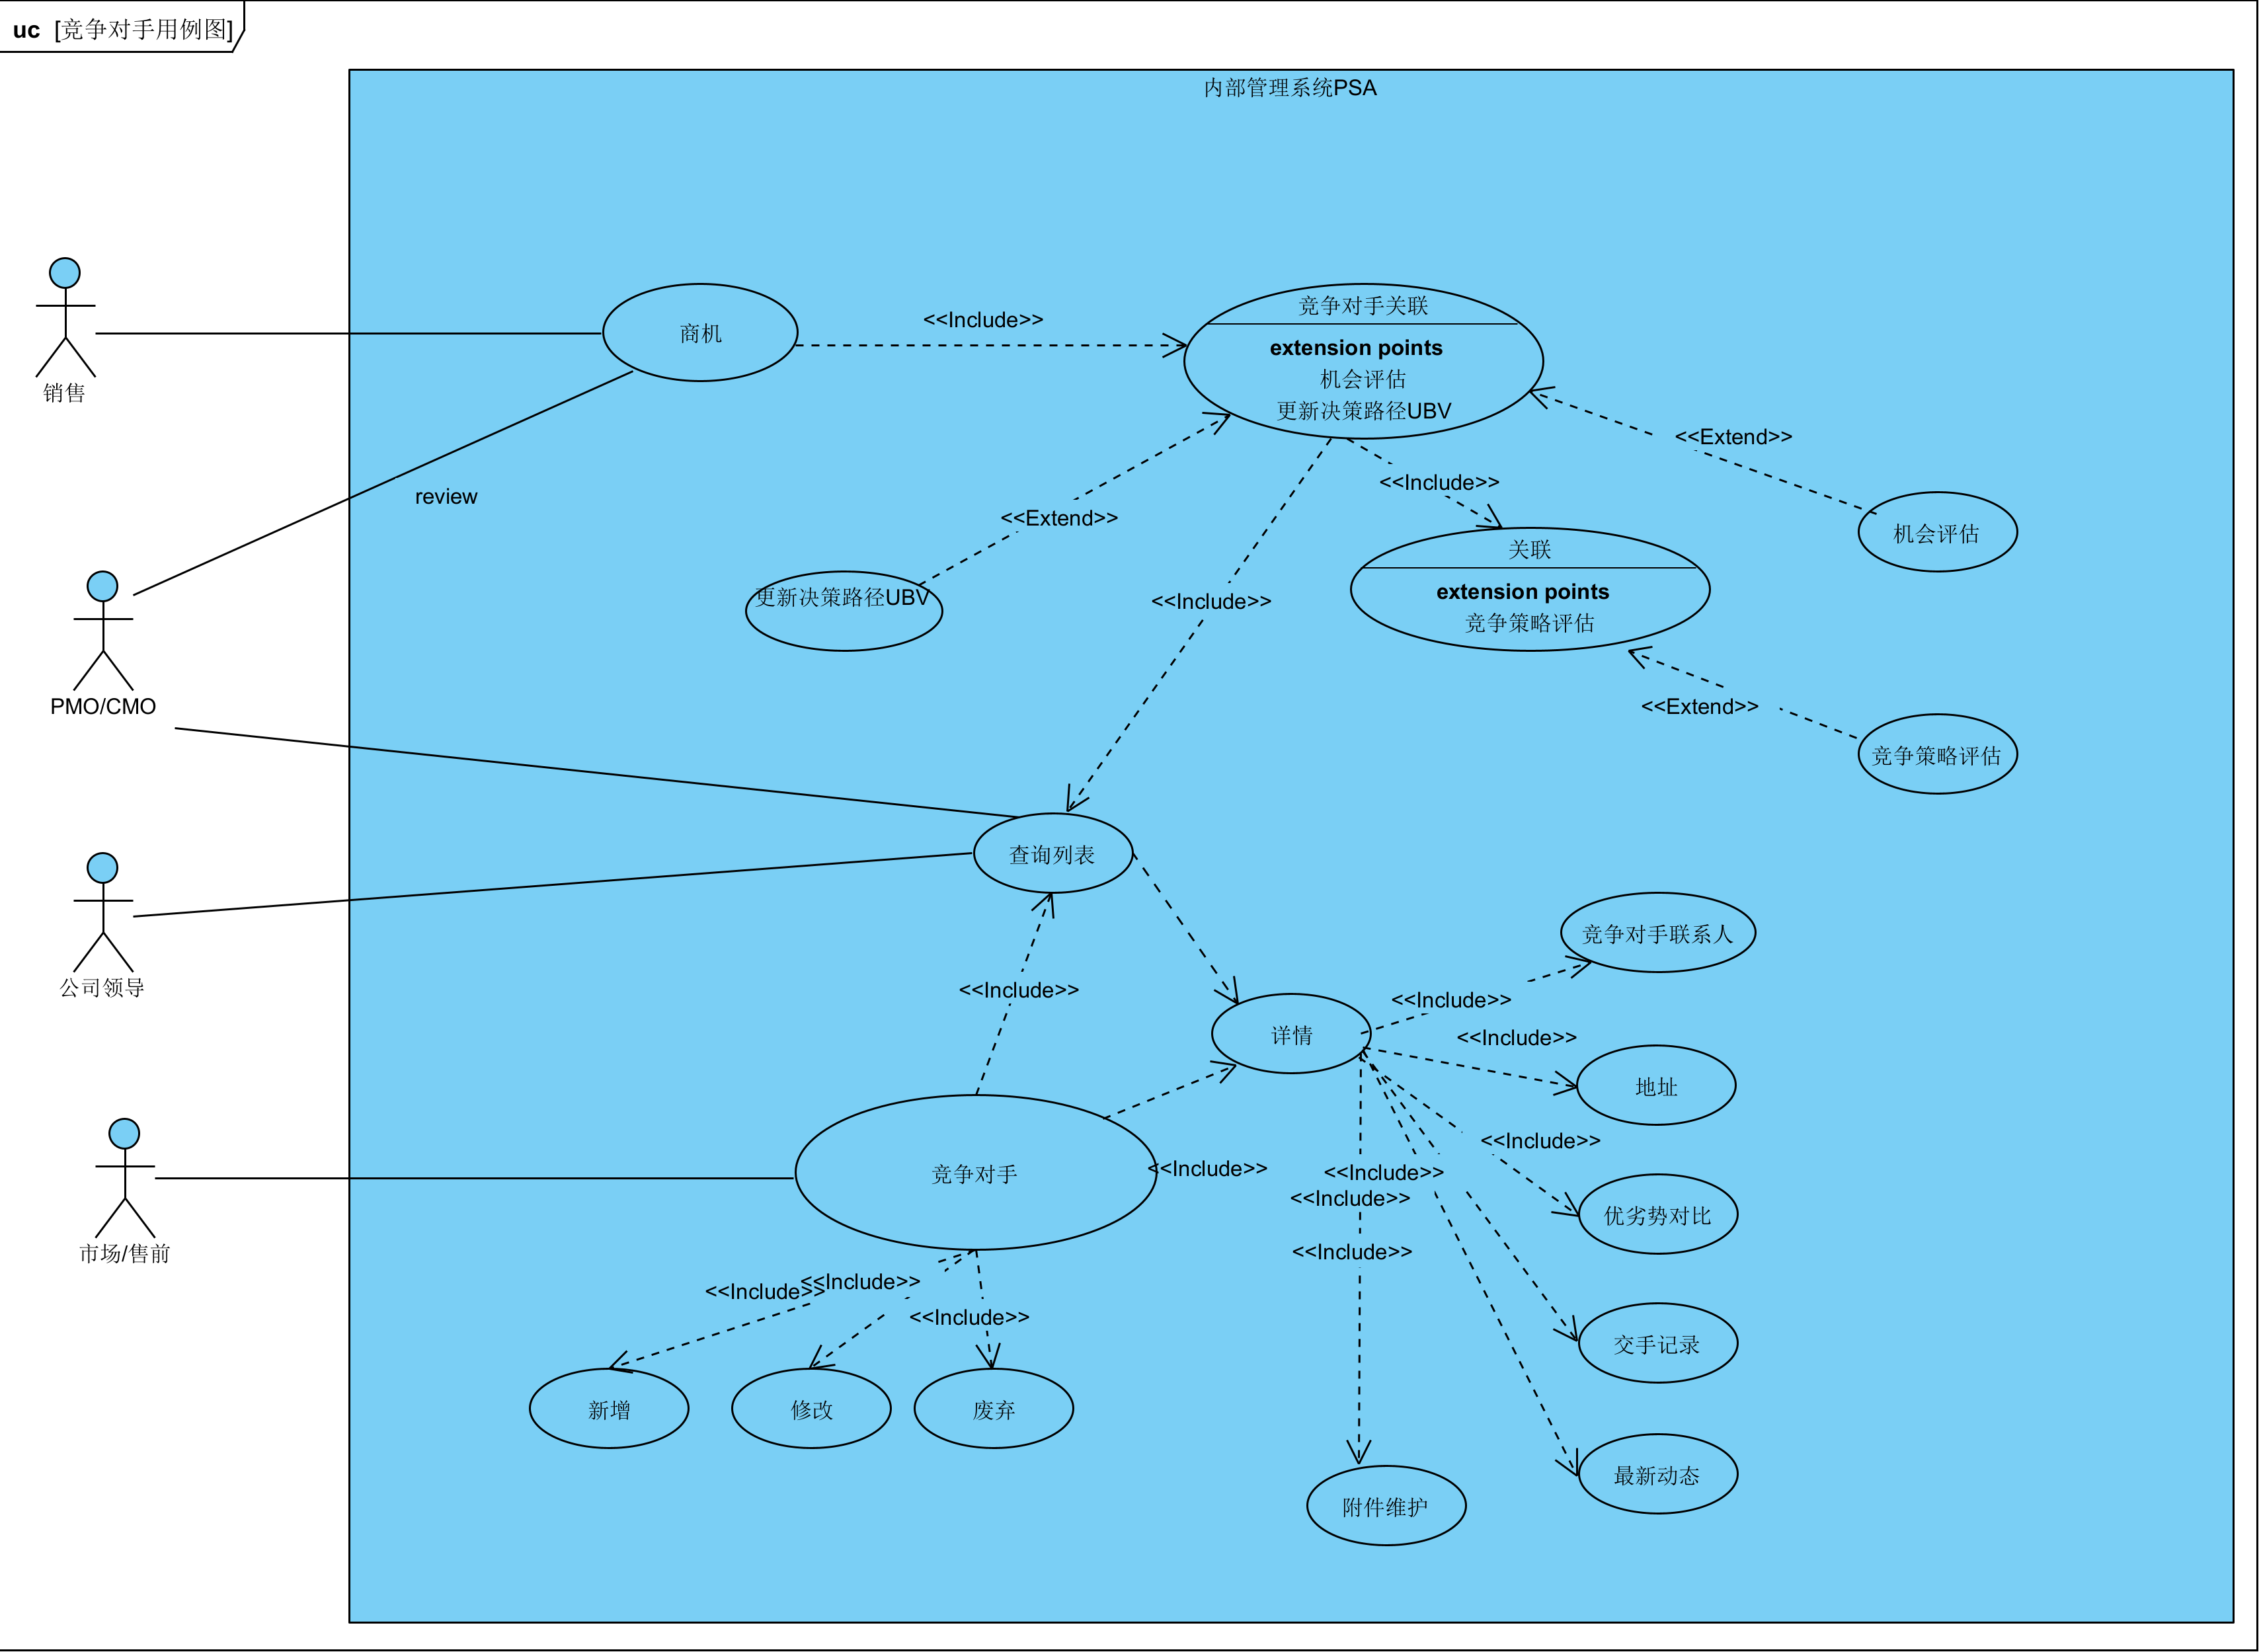 uc [竞争对手用例图]
内部管理系统PSA
销售
商机
<<Include>>
竞争对手关联
extension points
机会评估
更新决策路径UBV
<<Extend>>
<<Include>>
review
<<Extend>>
机会评估
关联
extension points
竞争策略评估
更新决策路径UBV
<<Include>>
PMO/CMO
<<Extend>>
竞争策略评估
查询列表
竞争对手联系人
公司领导
<<Include>>
<<Include>>
详情
<<Include>>
地址
<<Include>>
竞争对手
<<Include>>
<<Include>>
<<Include>>
优劣势对比
市场/售前
<<Include>>
<<Include>>
<<Include>>
<<Include>>
交手记录
新增
修改
废弃
最新动态
附件维护